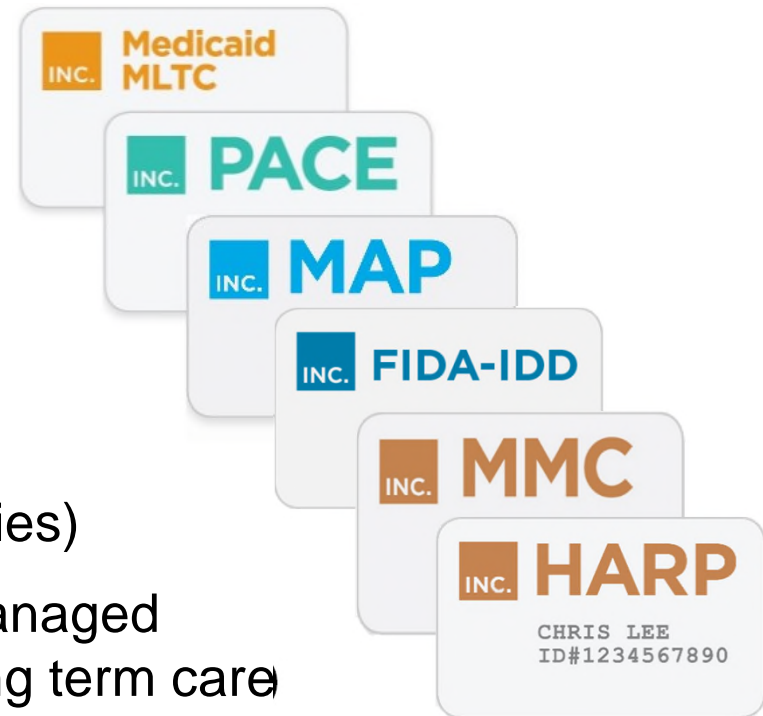 INC. Medicaid
MLTC
INC. PACE
INC. MAP
INC. FIDA-IDD
INC. MMC
INC. HARP
CHRIS LEE
ID#1234567890
ies)
anaged
ng term care